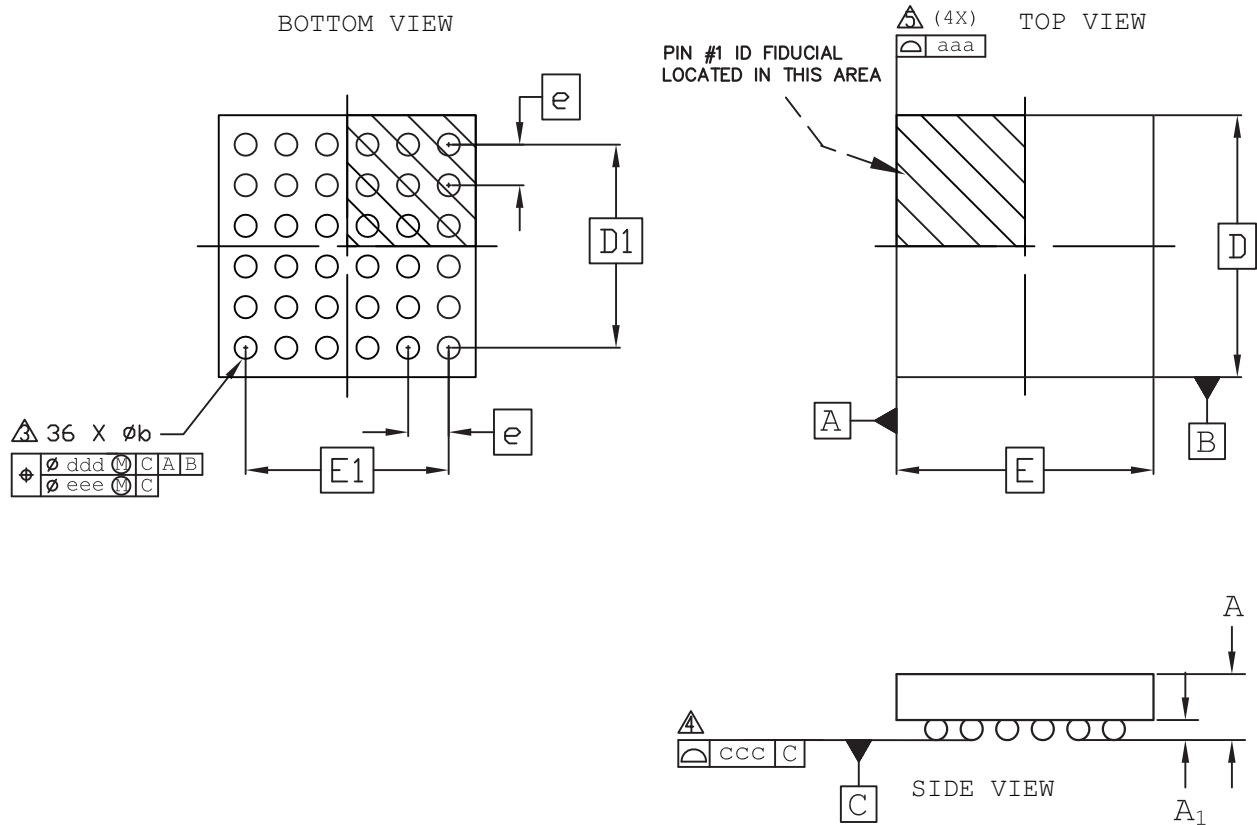 BOTTOM VIEW
5 (4X) TOP VIEW
⌓ aaa
PIN #1 ID FIDUCIAL
LOCATED IN THIS AREA
e
D1
D
A
B
3 36 X Øb
e
⌖ Ø ddd Ⓜ C A B
Ø eee Ⓜ C
E1
E
A
4
⌓ ccc C
C
SIDE VIEW
A1